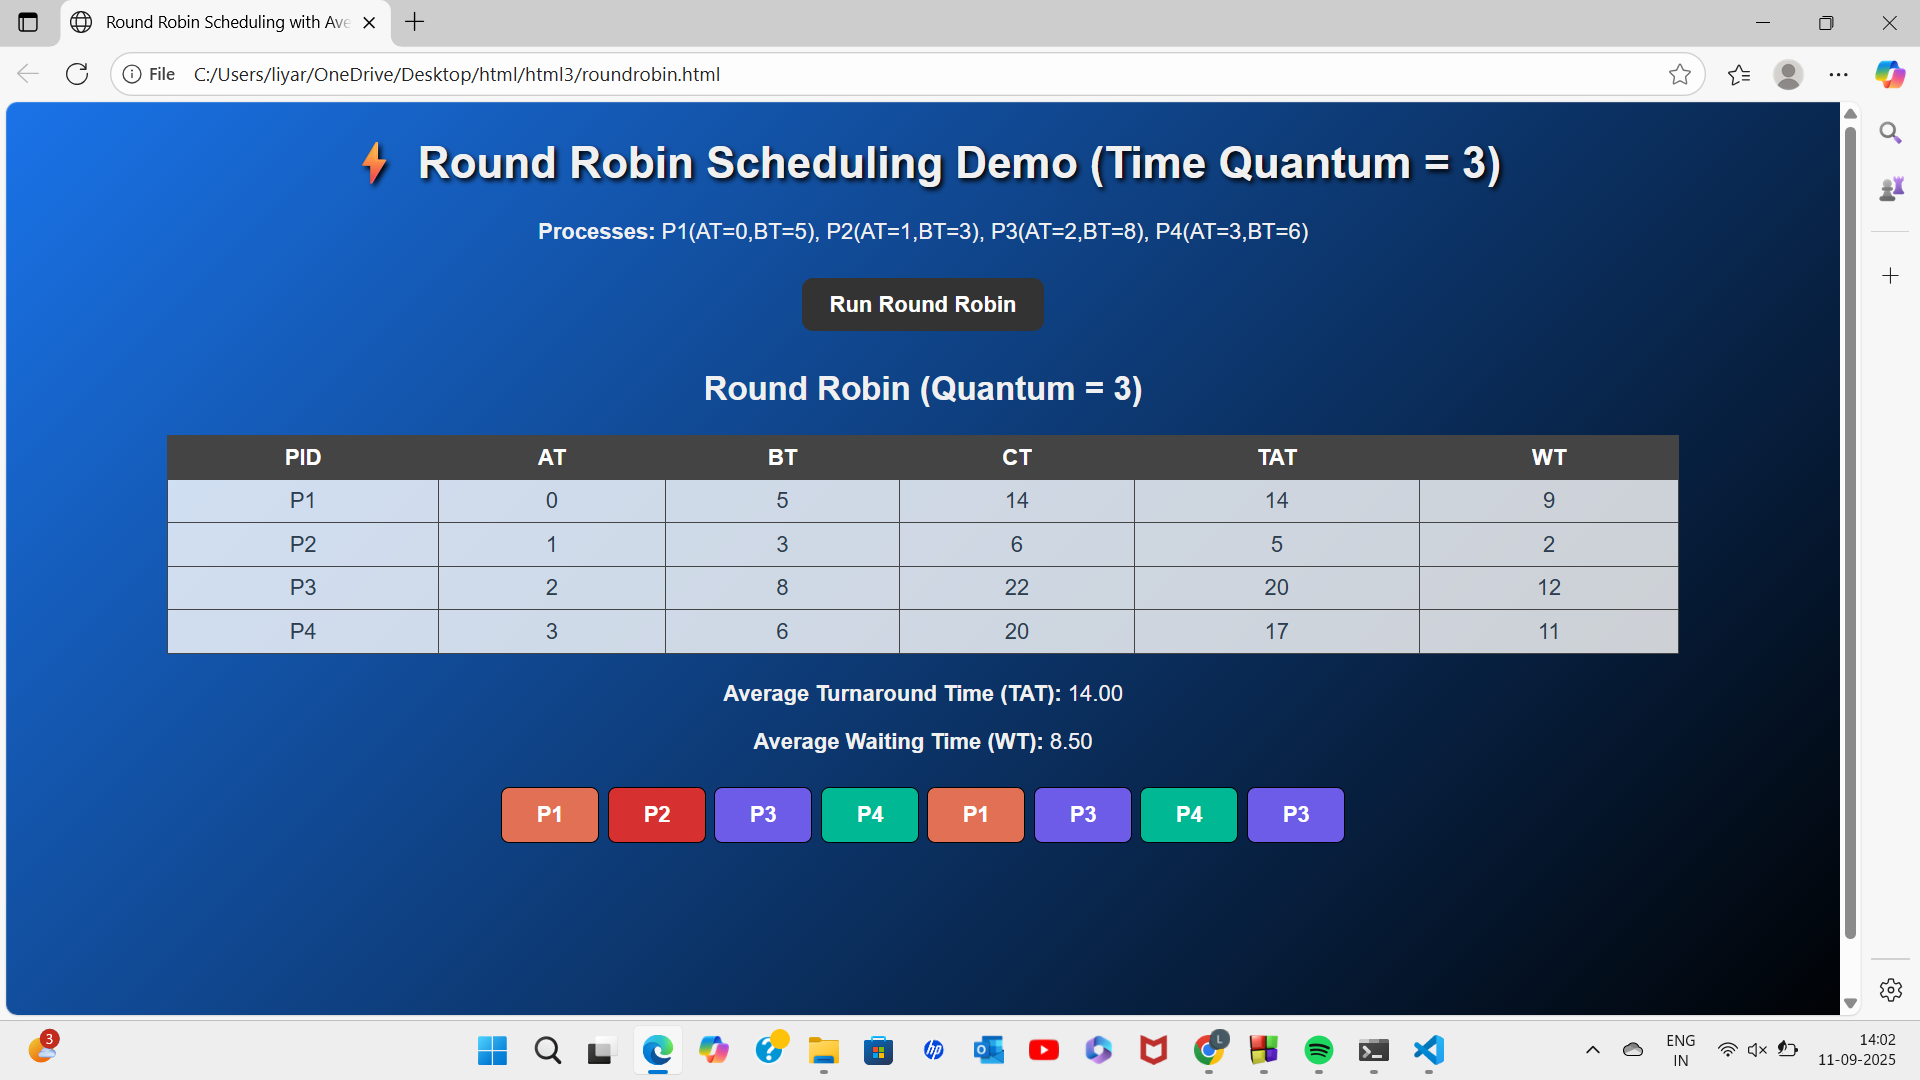 Round Robin Scheduling with Ave
File C:/Users/liyar/OneDrive/Desktop/html/html3/roundrobin.html
Round Robin Scheduling Demo (Time Quantum = 3)
Processes: P1(AT=0,BT=5), P2(AT=1,BT=3), P3(AT=2,BT=8), P4(AT=3,BT=6)
Run Round Robin
Round Robin (Quantum = 3)
PID AT BT CT TAT WT
P1 0 5 14 14 9
P2 1 3 6 5 2
P3 2 8 22 20 12
P4 3 6 20 17 11
Average Turnaround Time (TAT): 14.00
Average Waiting Time (WT): 8.50
P1 P2 P3 P4 P1 P3 P4 P3
3
hp
L
ENG
IN
14:02
11-09-2025